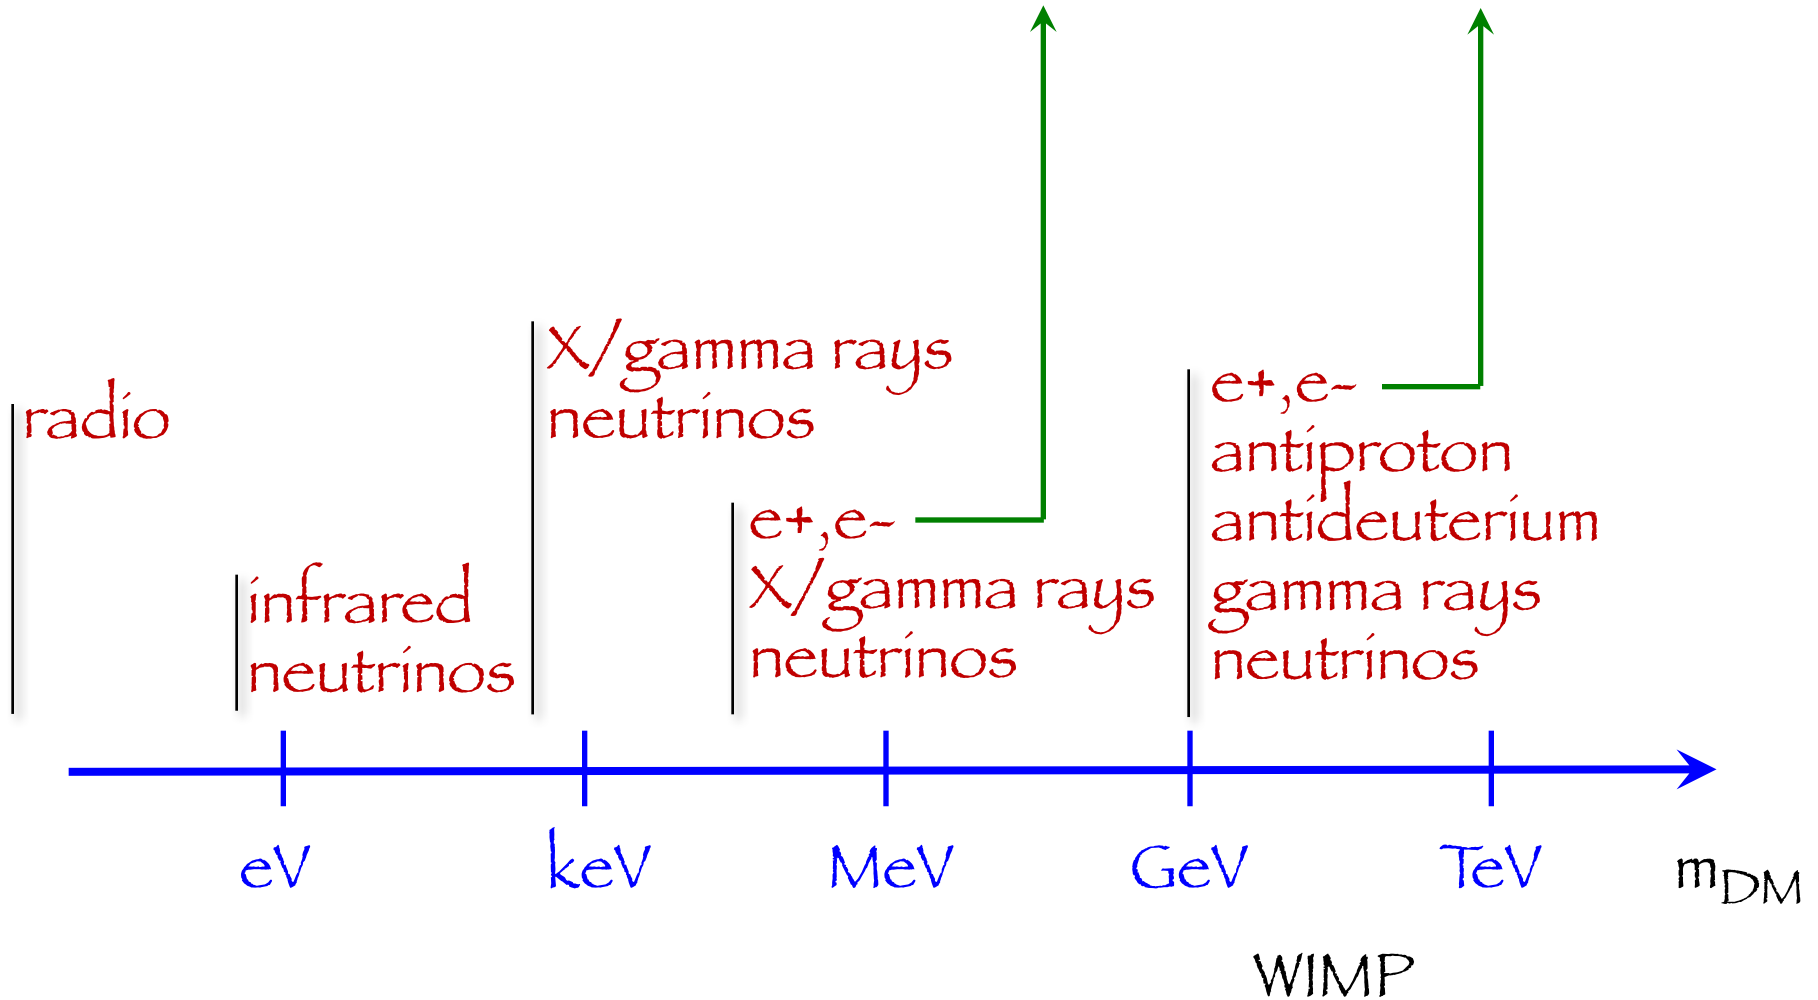 radio
infrared
neutrinos
X/gamma rays
neutrinos
e+,e-
X/gamma rays
neutrinos
e+,e-
antiproton
antideuterium
gamma rays
neutrinos
eV
keV
MeV
GeV
TeV
mDM
WIMP